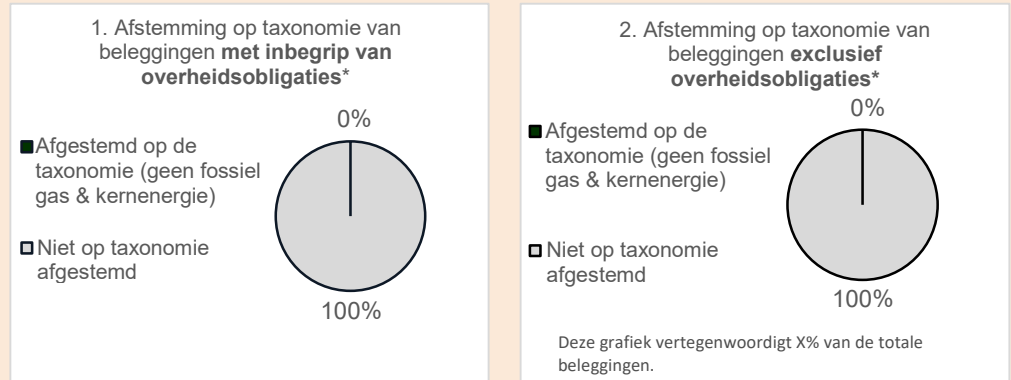 1. Afstemming op taxonomie van
beleggingen met inbegrip van
overheidsobligaties*
0%
Afgestemd op de
taxonomie (geen fossiel
gas & kernenergie)
Niet op taxonomie
afgestemd
100%
2. Afstemming op taxonomie van
beleggingen exclusief
overheidsobligaties*
0%
Afgestemd op de
taxonomie (geen fossiel
gas & kernenergie)
Niet op taxonomie
afgestemd
100%
Deze grafiek vertegenwoordigt X% van de totale
beleggingen.